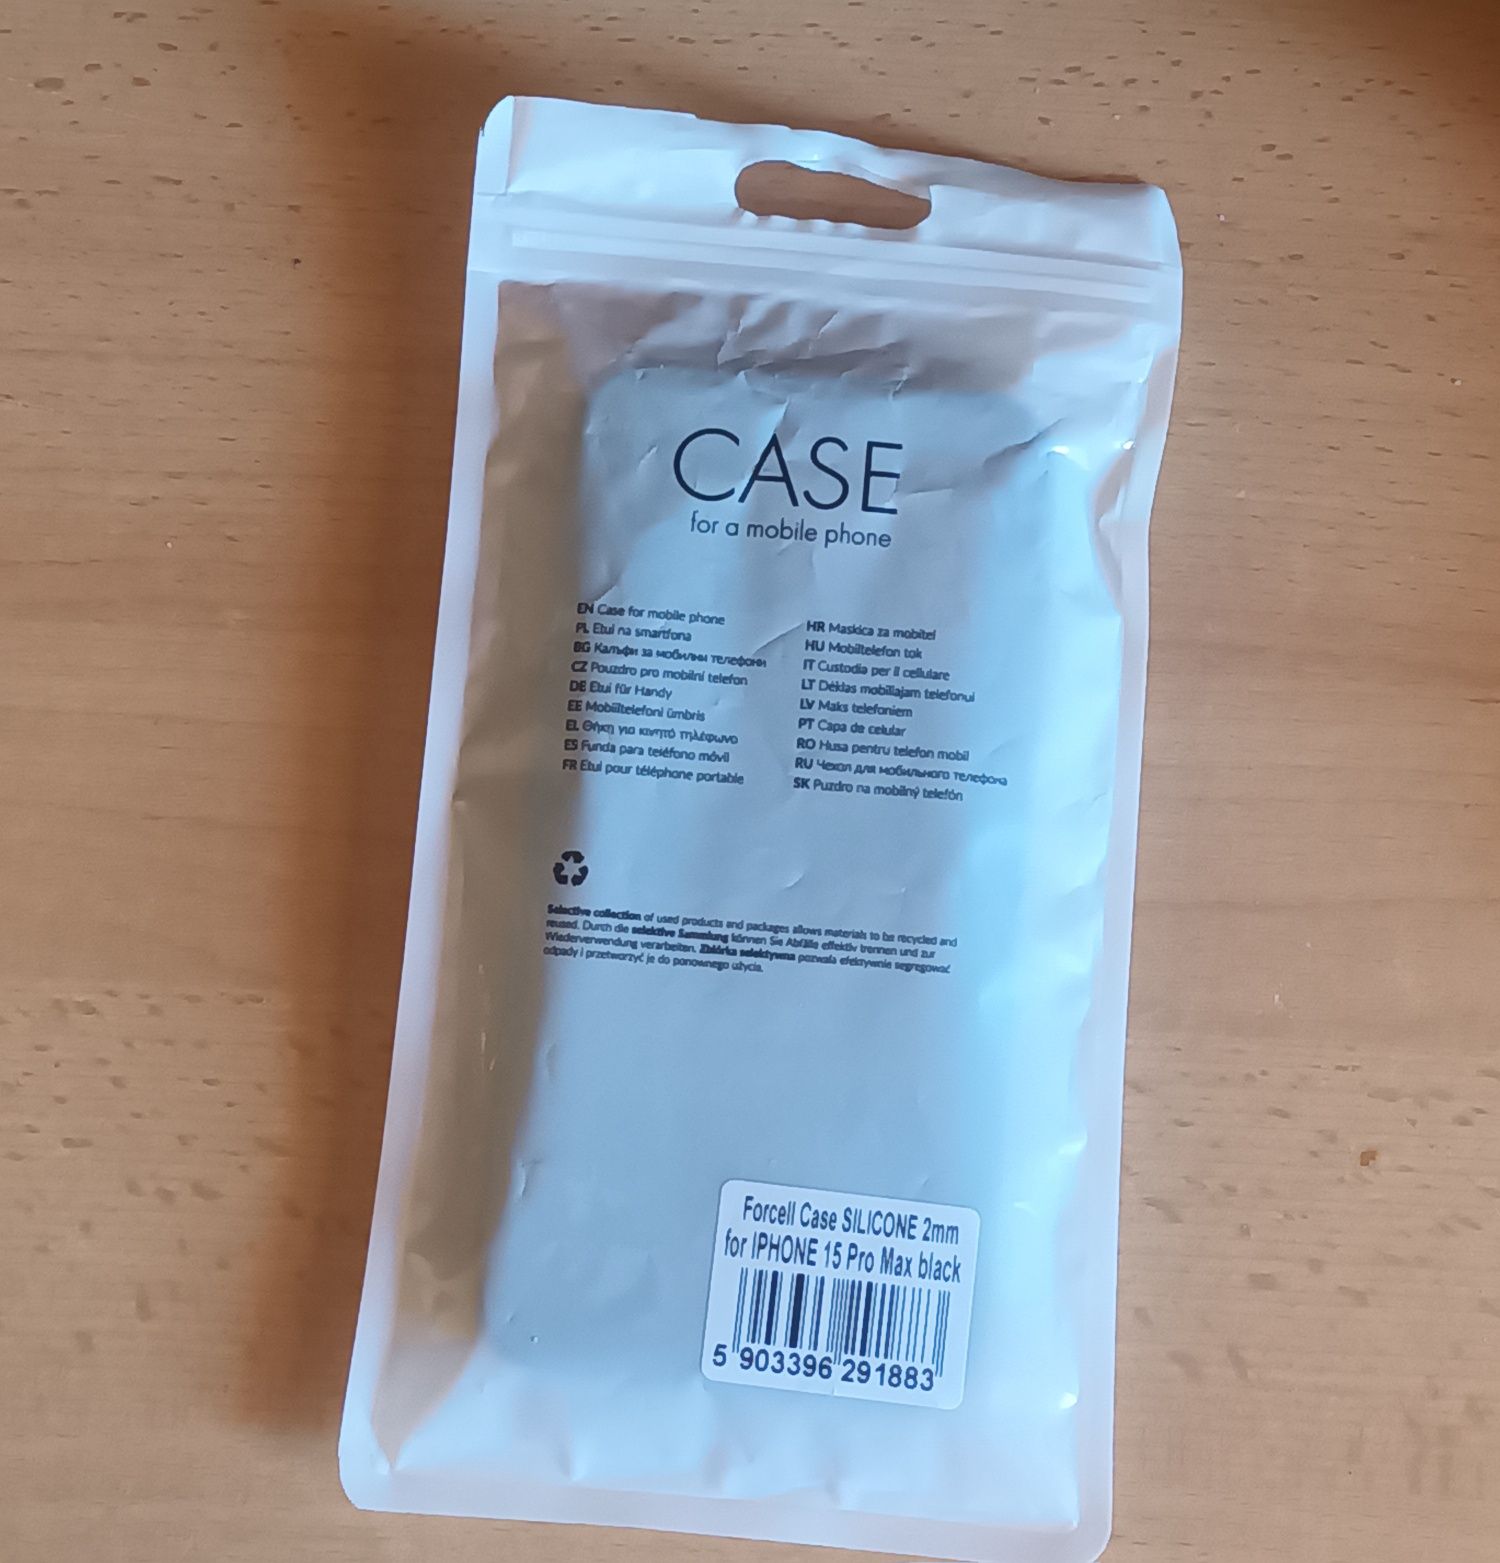 CASE
for a mobile phone
EN Case for mobile phone
PL Etui na smartfona
BG Калъфи за мобилни телефони
CZ Pouzdro pro mobilní telefon
DE Etui für Handy
EE Mobiiltelefoni ümbris
EL Θήκη για κινητό τηλέφωνο
ES Funda para teléfono móvil
FR Etui pour téléphone portable
HR Maskica za mobitel
HU Mobiltelefon tok
IT Custodia per il cellulare
LT Dėklas mobiliajam telefonui
LV Maks telefoniem
PT Capa de celular
RO Husa pentru telefon mobil
RU Чехол для мобильного телефона
SK Puzdro na mobilný telefón
Selective collection of used products and packages allows materials to be recycled and
reused. Durch die selektive Sammlung können Sie Abfälle effektiv trennen und zur
Wiederverwendung verarbeiten. Zbiórka selektywna pozwala efektywnie segregować
odpady i przetworzyć je do ponownego użycia.
Forcell Case SILICONE 2mm
for IPHONE 15 Pro Max black
5 903396 291883